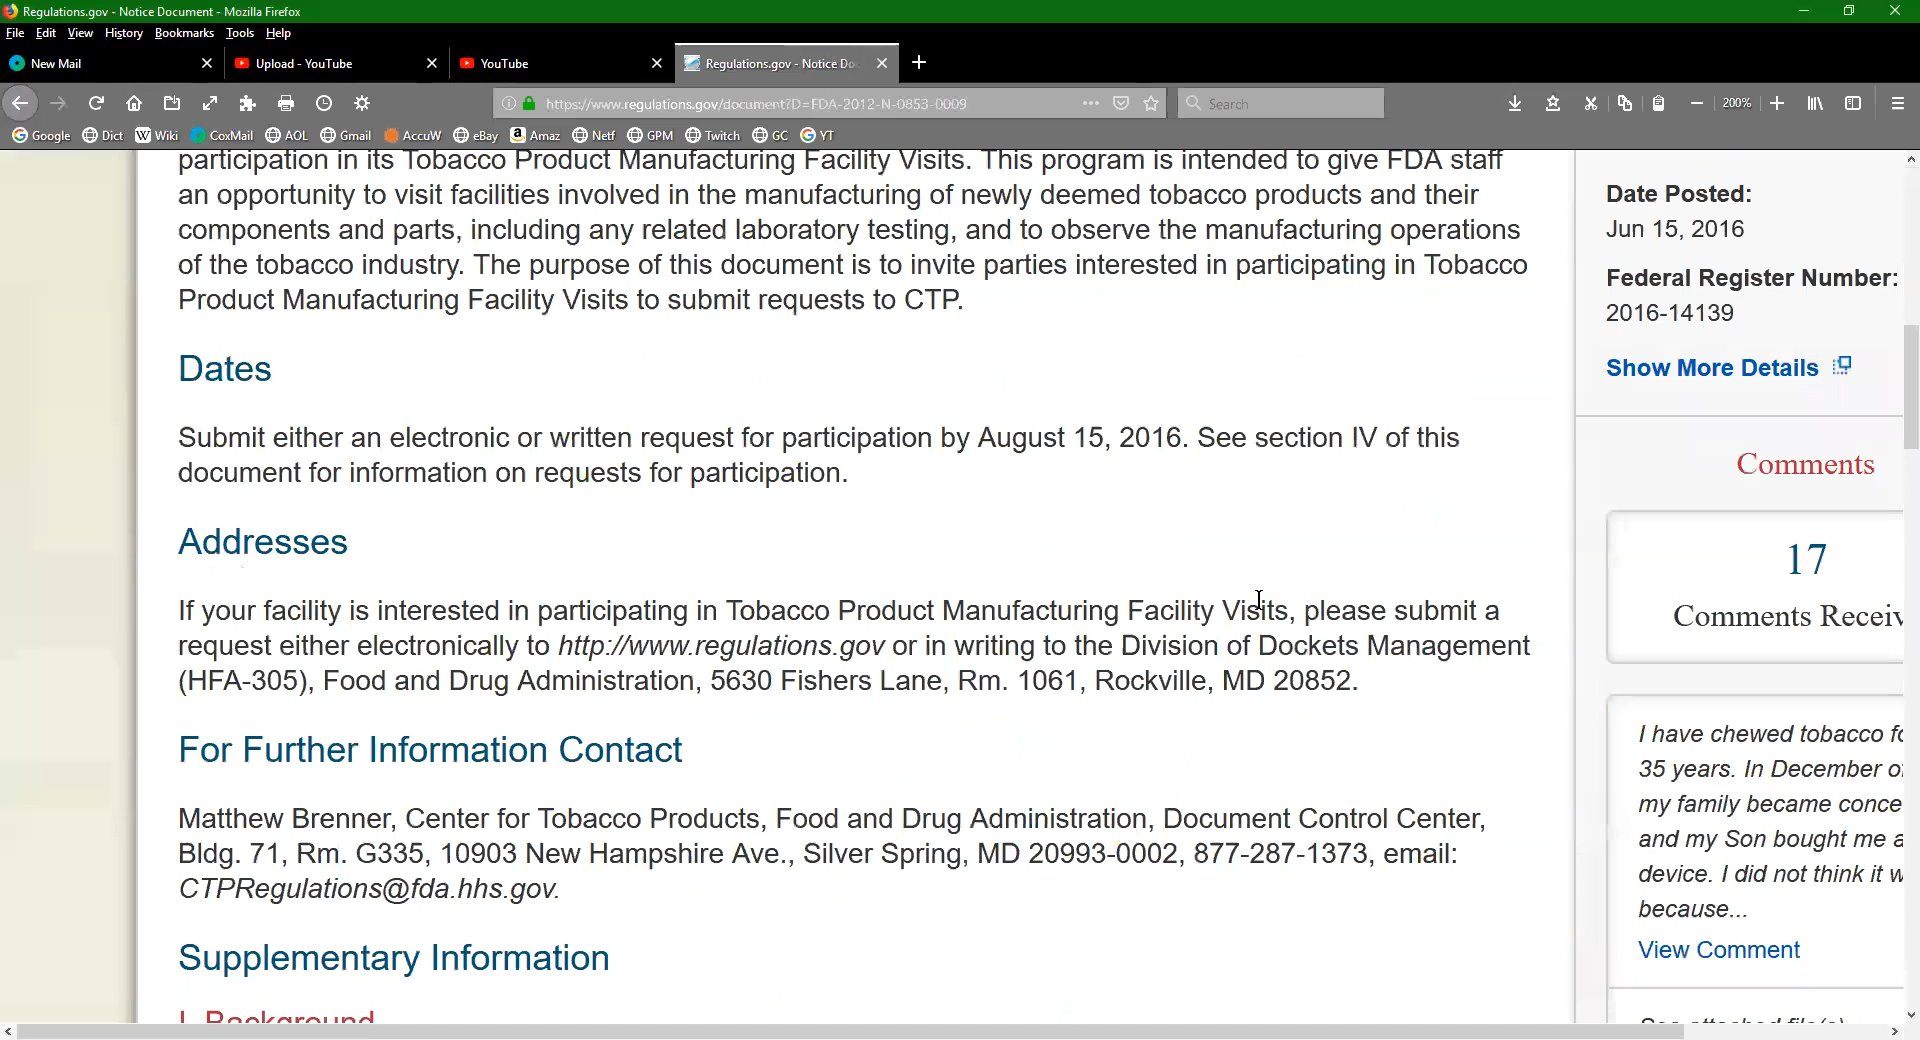 Regulations.gov - Notice Document - Mozilla Firefox
File Edit View History Bookmarks Tools Help
New Mail
Upload - YouTube
YouTube
Regulations.gov - Notice Do
https://www.regulations.gov/document?D=FDA-2012-N-0853-0009
Search
200%
Google Dict Wiki CoxMail AOL Gmail AccuW eBay Amaz Netf GPM Twitch GC YT
participation in its Tobacco Product Manufacturing Facility Visits. This program is intended to give FDA staff
an opportunity to visit facilities involved in the manufacturing of newly deemed tobacco products and their
components and parts, including any related laboratory testing, and to observe the manufacturing operations
of the tobacco industry. The purpose of this document is to invite parties interested in participating in Tobacco
Product Manufacturing Facility Visits to submit requests to CTP.
Dates
Submit either an electronic or written request for participation by August 15, 2016. See section IV of this
document for information on requests for participation.
Addresses
If your facility is interested in participating in Tobacco Product Manufacturing Facility Visits, please submit a
request either electronically to http://www.regulations.gov or in writing to the Division of Dockets Management
(HFA-305), Food and Drug Administration, 5630 Fishers Lane, Rm. 1061, Rockville, MD 20852.
For Further Information Contact
Matthew Brenner, Center for Tobacco Products, Food and Drug Administration, Document Control Center,
Bldg. 71, Rm. G335, 10903 New Hampshire Ave., Silver Spring, MD 20993-0002, 877-287-1373, email:
CTPRegulations@fda.hhs.gov.
Supplementary Information
I. Background
Date Posted:
Jun 15, 2016
Federal Register Number:
2016-14139
Show More Details
Comments
17
Comments Receiv
I have chewed tobacco fo
35 years. In December o
my family became conce
and my Son bought me a
device. I did not think it w
because...
View Comment
See attached file(s)